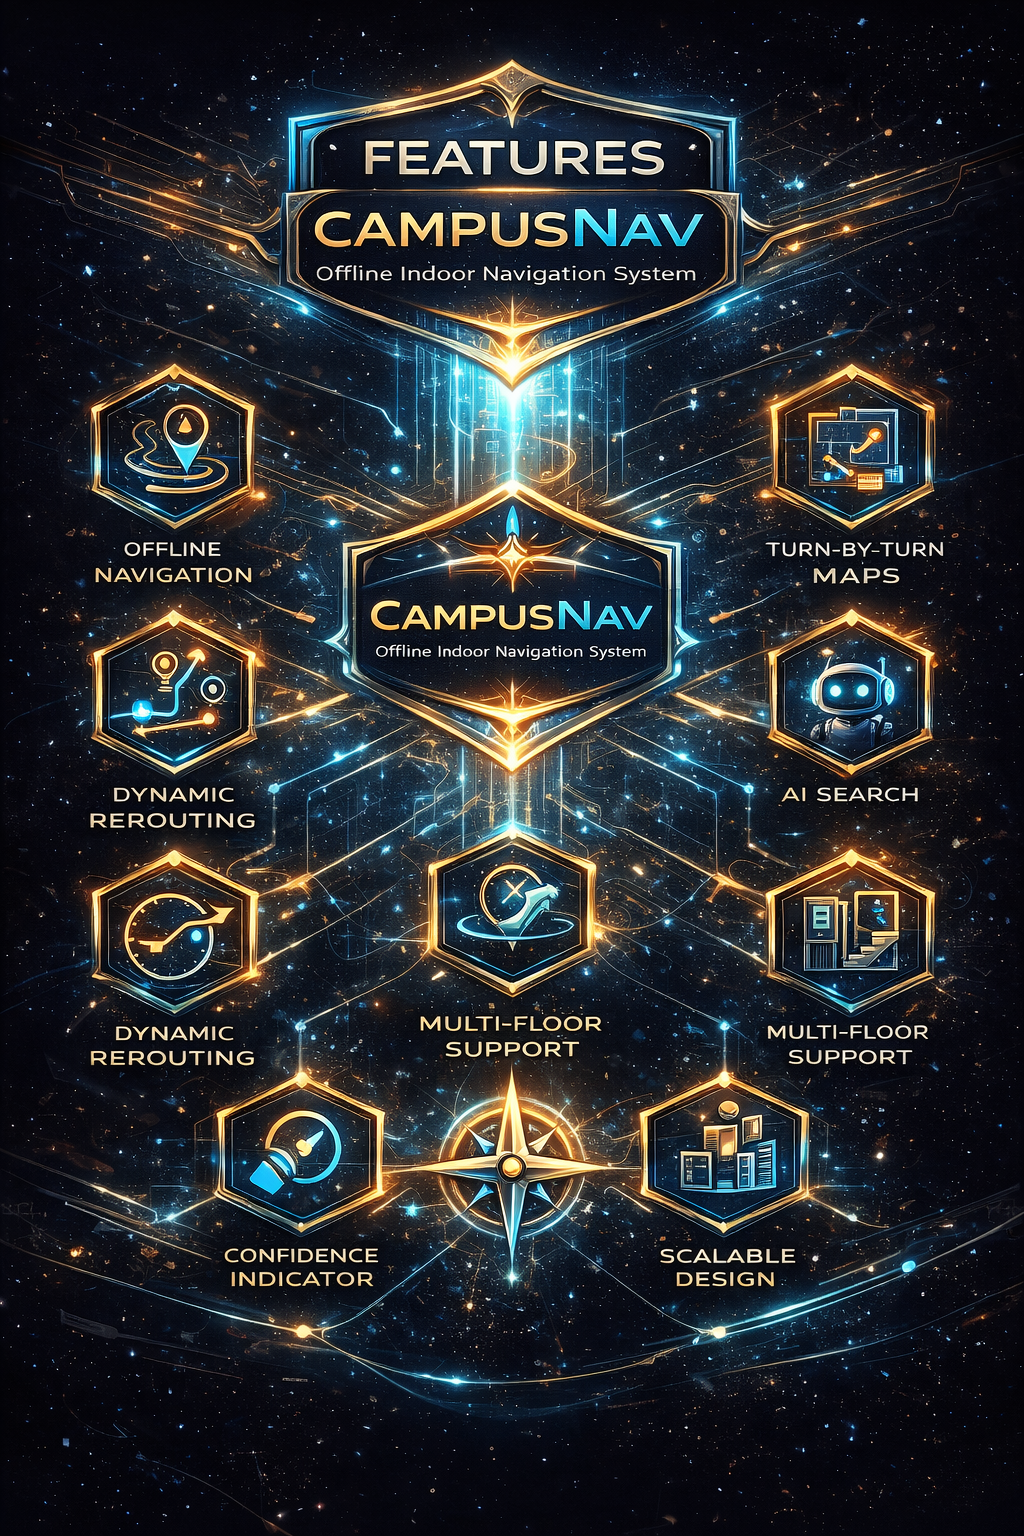 FEATURES
CAMPUSNAV
Offline Indoor Navigation System
OFFLINE
NAVIGATION
TURN-BY-TURN
MAPS
CAMPUSNAV
Offline Indoor Navigation System
DYNAMIC
REROUTING
AI SEARCH
DYNAMIC
REROUTING
MULTI-FLOOR
SUPPORT
MULTI-FLOOR
SUPPORT
CONFIDENCE
INDICATOR
SCALABLE
DESIGN